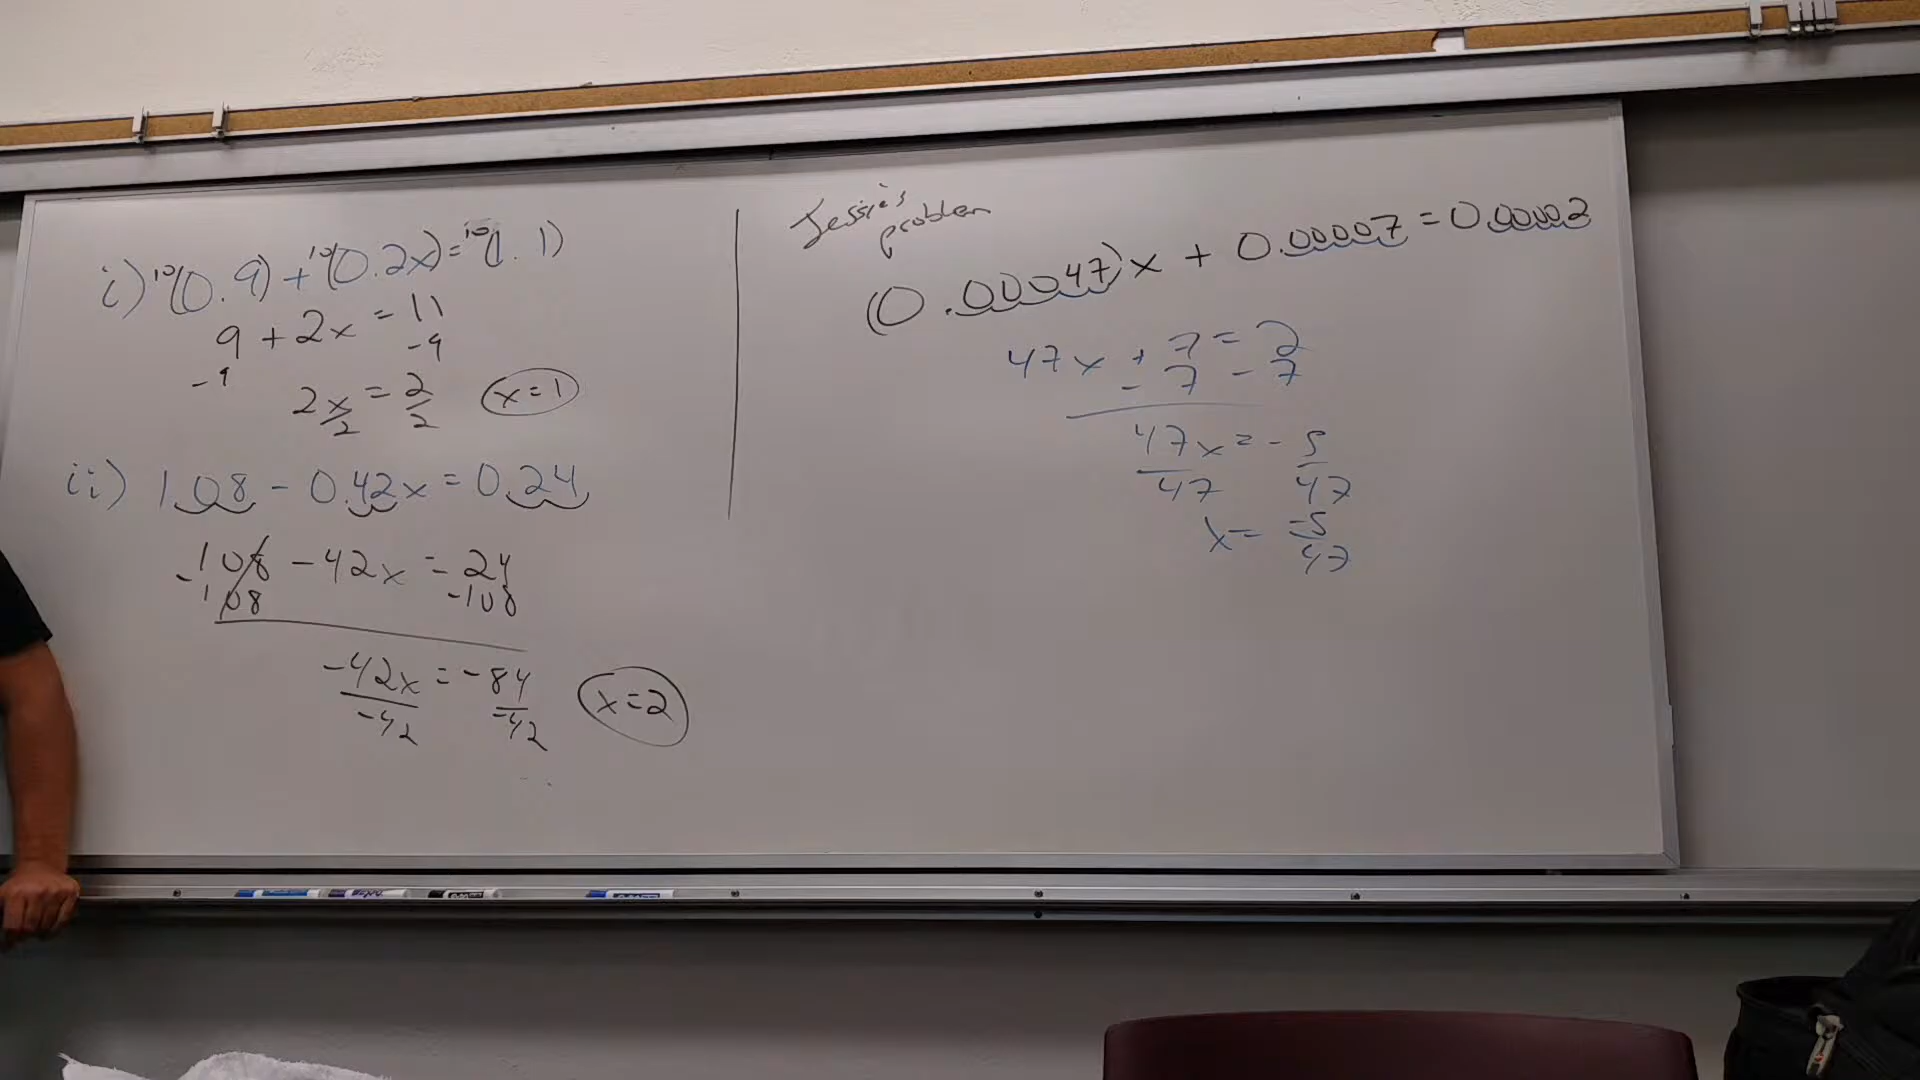 i) 10(0.9) + 10(0.2x) = 10(1.1)
9 + 2x = 11
-9 -9
2x/2 = 2/2 x=1
ii) 1.08 - 0.42x = 0.24
108 - 42x = 24
-108 -108
-42x = -84
-42 -42
x=2
Jessie's
problem
(0.00047)x + 0.00007 = 0.00002
47x + 7 = 2
- 7 - 7
47x = - 5
47 47
x = -5
47